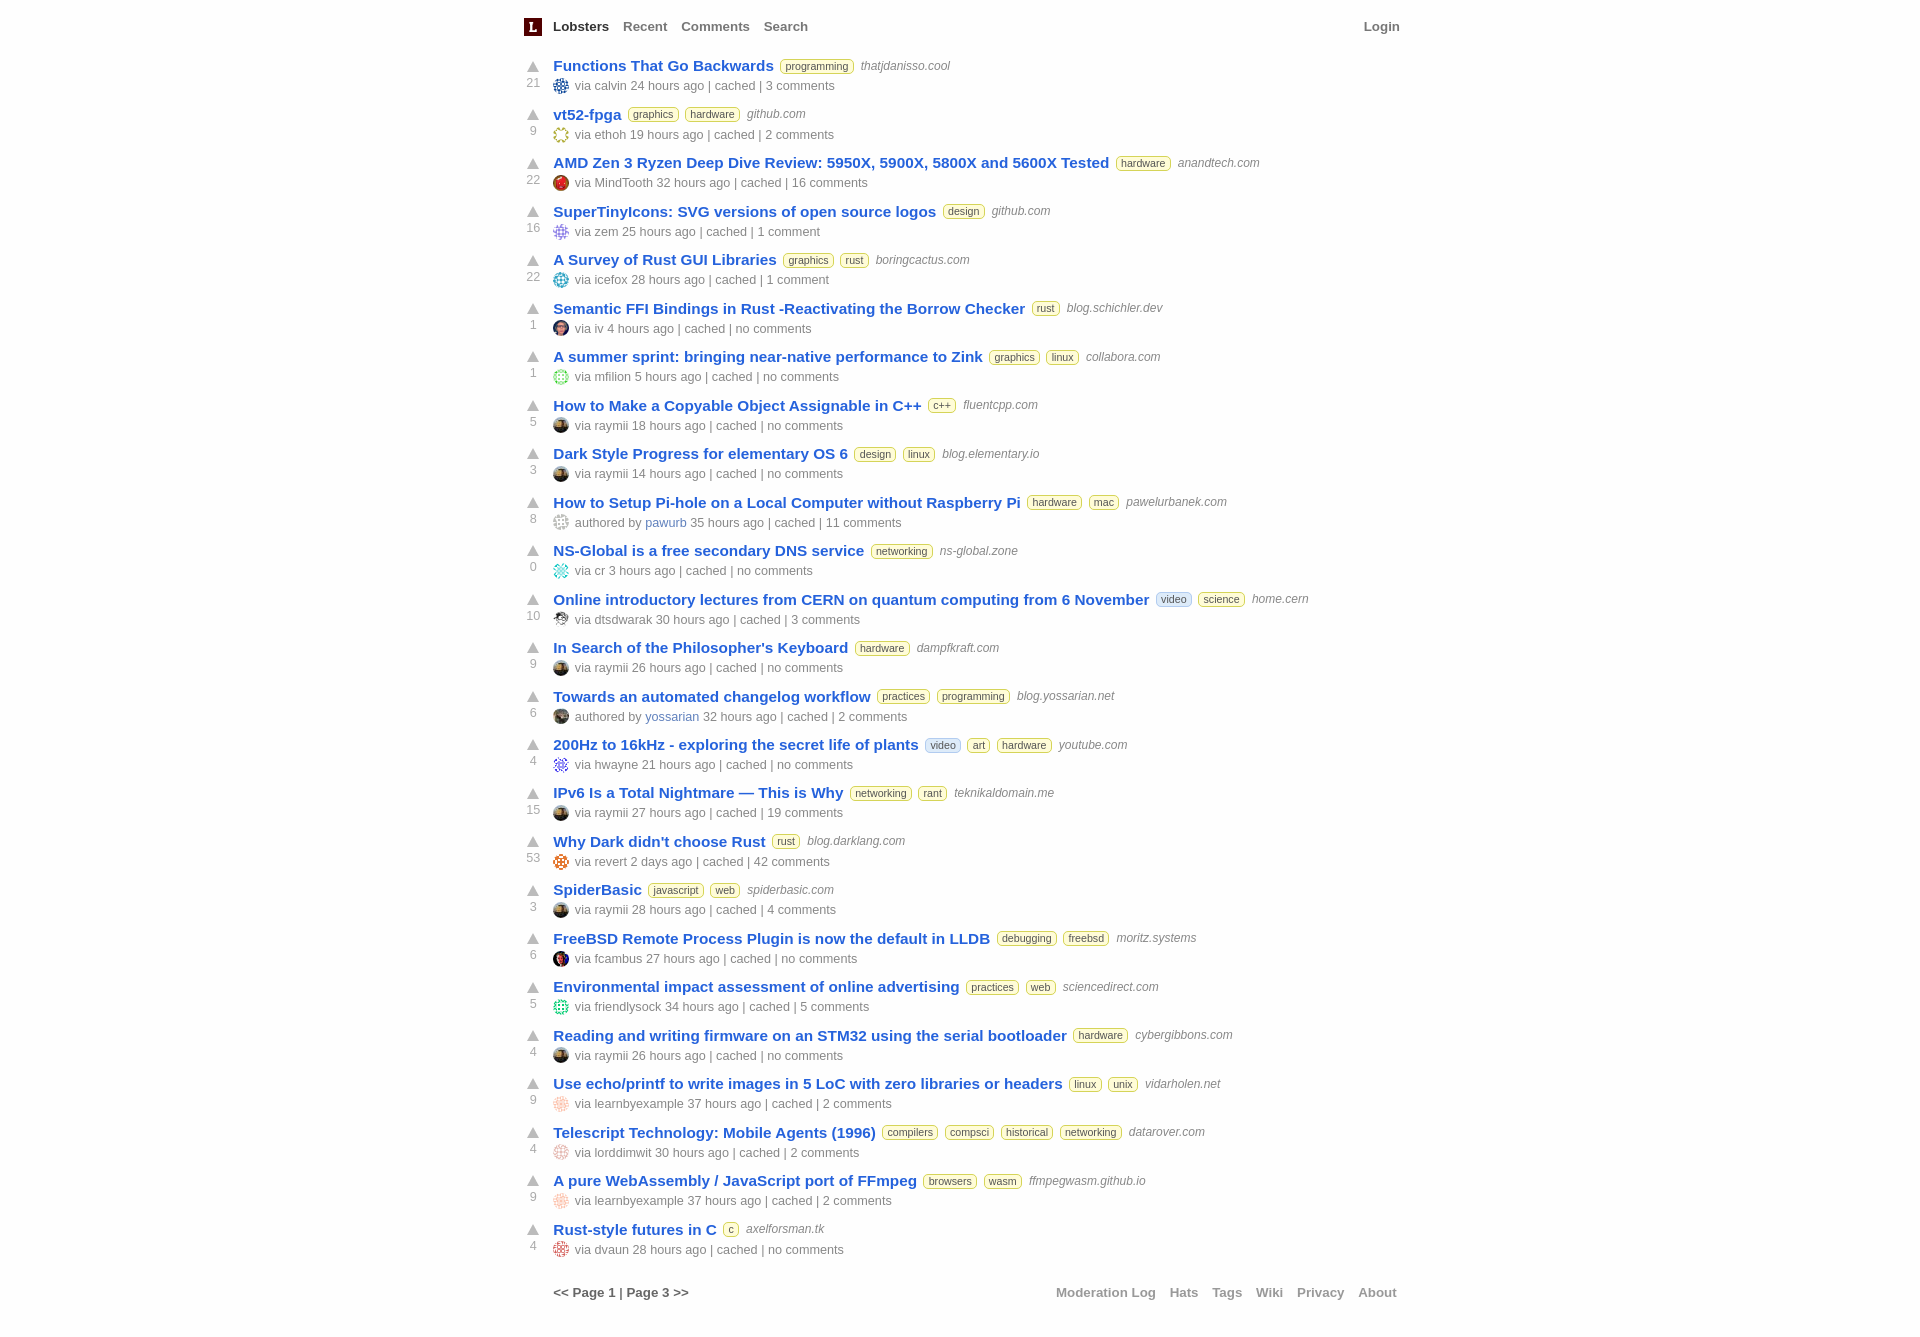 L Lobsters Recent Comments Search Login
Functions That Go Backwards programming thatjdanisso.cool
21
via calvin 24 hours ago | cached | 3 comments
vt52-fpga graphics hardware github.com
9
via ethoh 19 hours ago | cached | 2 comments
AMD Zen 3 Ryzen Deep Dive Review: 5950X, 5900X, 5800X and 5600X Tested hardware anandtech.com
22
via MindTooth 32 hours ago | cached | 16 comments
SuperTinyIcons: SVG versions of open source logos design github.com
16
via zem 25 hours ago | cached | 1 comment
A Survey of Rust GUI Libraries graphics rust boringcactus.com
22
via icefox 28 hours ago | cached | 1 comment
Semantic FFI Bindings in Rust -Reactivating the Borrow Checker rust blog.schichler.dev
1
via iv 4 hours ago | cached | no comments
A summer sprint: bringing near-native performance to Zink graphics linux collabora.com
1
via mfilion 5 hours ago | cached | no comments
How to Make a Copyable Object Assignable in C++ c++ fluentcpp.com
5
via raymii 18 hours ago | cached | no comments
Dark Style Progress for elementary OS 6 design linux blog.elementary.io
3
via raymii 14 hours ago | cached | no comments
How to Setup Pi-hole on a Local Computer without Raspberry Pi hardware mac pawelurbanek.com
8
authored by pawurb 35 hours ago | cached | 11 comments
NS-Global is a free secondary DNS service networking ns-global.zone
0
via cr 3 hours ago | cached | no comments
Online introductory lectures from CERN on quantum computing from 6 November video science home.cern
10
via dtsdwarak 30 hours ago | cached | 3 comments
In Search of the Philosopher's Keyboard hardware dampfkraft.com
9
via raymii 26 hours ago | cached | no comments
Towards an automated changelog workflow practices programming blog.yossarian.net
6
authored by yossarian 32 hours ago | cached | 2 comments
200Hz to 16kHz - exploring the secret life of plants video art hardware youtube.com
4
via hwayne 21 hours ago | cached | no comments
IPv6 Is a Total Nightmare — This is Why networking rant teknikaldomain.me
15
via raymii 27 hours ago | cached | 19 comments
Why Dark didn't choose Rust rust blog.darklang.com
53
via revert 2 days ago | cached | 42 comments
SpiderBasic javascript web spiderbasic.com
3
via raymii 28 hours ago | cached | 4 comments
FreeBSD Remote Process Plugin is now the default in LLDB debugging freebsd moritz.systems
6
via fcambus 27 hours ago | cached | no comments
Environmental impact assessment of online advertising practices web sciencedirect.com
5
via friendlysock 34 hours ago | cached | 5 comments
Reading and writing firmware on an STM32 using the serial bootloader hardware cybergibbons.com
4
via raymii 26 hours ago | cached | no comments
Use echo/printf to write images in 5 LoC with zero libraries or headers linux unix vidarholen.net
9
via learnbyexample 37 hours ago | cached | 2 comments
Telescript Technology: Mobile Agents (1996) compilers compsci historical networking datarover.com
4
via lorddimwit 30 hours ago | cached | 2 comments
A pure WebAssembly / JavaScript port of FFmpeg browsers wasm ffmpegwasm.github.io
9
via learnbyexample 37 hours ago | cached | 2 comments
Rust-style futures in C c axelforsman.tk
4
via dvaun 28 hours ago | cached | no comments
<< Page 1 | Page 3 >> Moderation Log Hats Tags Wiki Privacy About